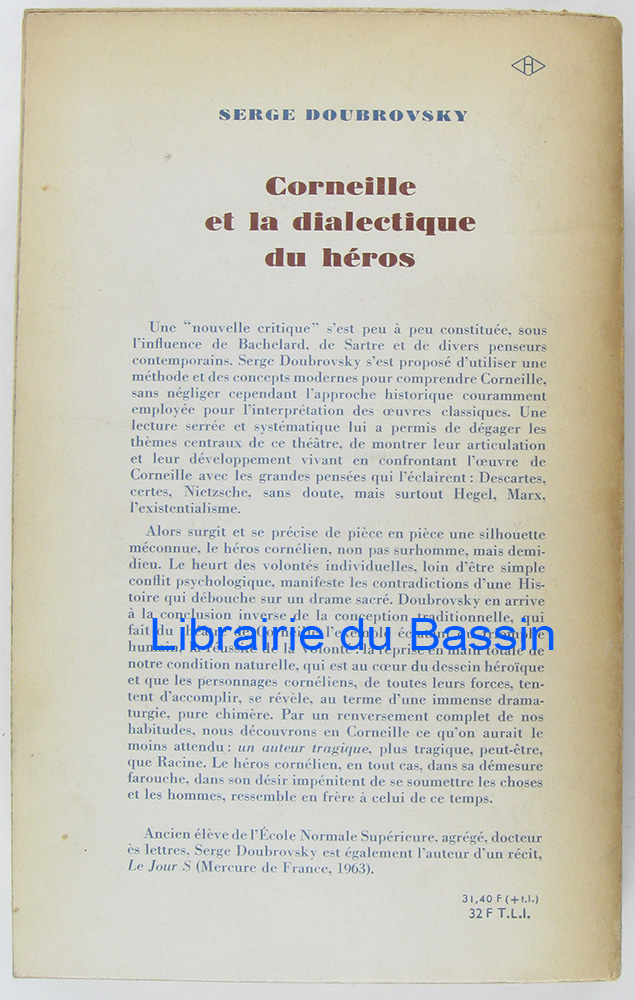 H
SERGE DOUBROVSKY
Corneille
et la dialectique
du héros
Une "nouvelle critique" s'est peu à peu constituée, sous
l'influence de Bachelard, de Sartre et de divers penseurs
contemporains. Serge Doubrovsky s'est proposé d'utiliser une
méthode et des concepts modernes pour comprendre Corneille,
sans négliger cependant l'approche historique couramment
employée pour l'interprétation des œuvres classiques. Une
lecture serrée et systématique lui a permis de dégager les
thèmes centraux de ce théâtre, de montrer leur articulation
et leur développement vivant en confrontant l'œuvre de
Corneille avec les grandes pensées qui l'éclairent : Descartes,
certes, Nietzsche, sans doute, mais surtout Hegel, Marx,
l'existentialisme.
Alors surgit et se précise de pièce en pièce une silhouette
méconnue, le héros cornélien, non pas surhomme, mais demi-
dieu. Le heurt des volontés individuelles, loin d'être simple
conflit psychologique, manifeste les contradictions d'une His-
toire qui débouche sur un drame sacré. Doubrovsky en arrive
à la conclusion inverse de la conception traditionnelle, qui
fait du théâtre de Corneille l'exemple
Librairie du Bassin
la volonté : la reprise en main totale de
notre condition naturelle, qui est au cœur du dessein héroïque
et que les personnages cornéliens, de toutes leurs forces, ten-
tent d'accomplir, se révèle, au terme d'une immense drama-
turgie, pure chimère. Par un renversement complet de nos
habitudes, nous découvrons en Corneille ce qu'on aurait le
moins attendu : un auteur tragique, plus tragique, peut-être,
que Racine. Le héros cornélien, en tout cas, dans sa démesure
farouche, dans son désir impénitent de se soumettre les choses
et les hommes, ressemble en frère à celui de ce temps.
Ancien élève de l'École Normale Supérieure, agrégé, docteur
ès lettres. Serge Doubrovsky est également l'auteur d'un récit,
Le Jour S (Mercure de France, 1963).
31,40 F (+ t.l.)
32 F T.L.I.